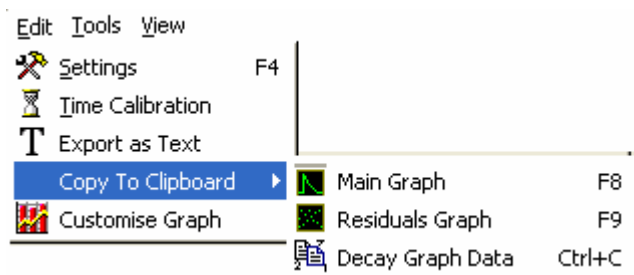 Edit Tools View
Settings F4
Time Calibration
Export as Text
Copy To Clipboard
Customise Graph
Main Graph F8
Residuals Graph F9
Decay Graph Data Ctrl+C